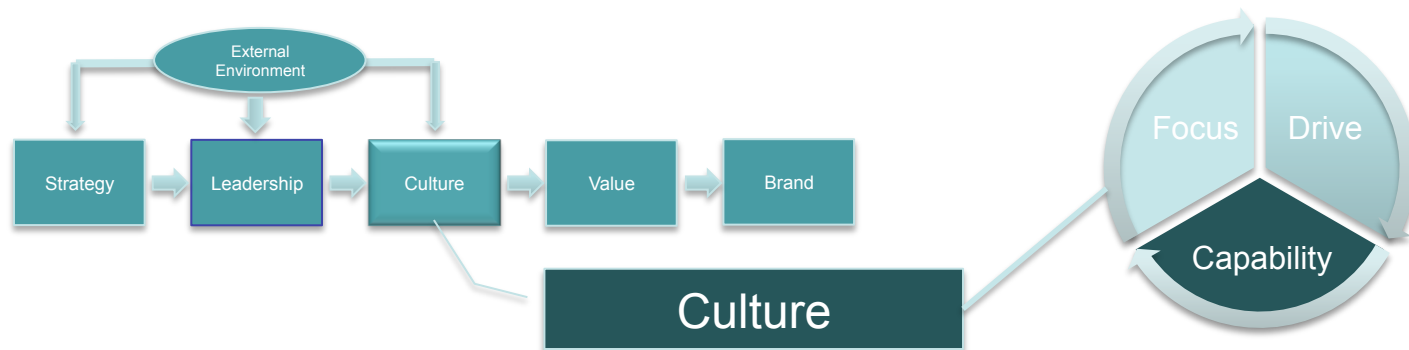 External
Environment
Strategy
Leadership
Culture
Value
Brand
Culture
Focus
Drive
Capability